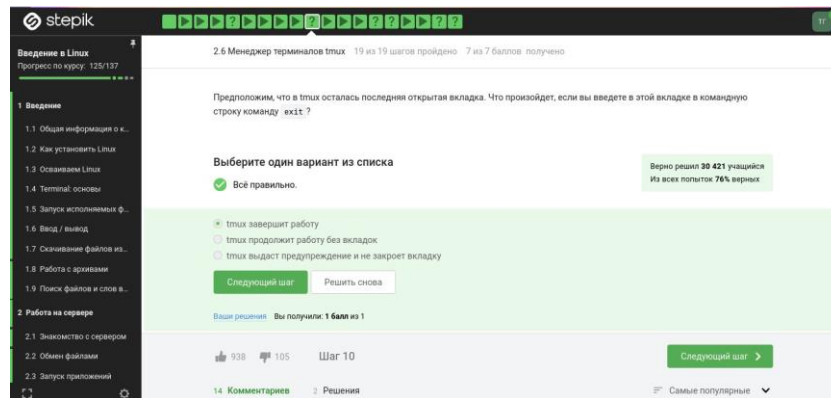 stepik
тг
Введение в Linux
Прогресс по курсу: 125/137
2.6 Менеджер терминалов tmux 19 из 19 шагов пройдено 7 из 7 баллов получено
1 Введение
1.1 Общая информация о к...
1.2 Как установить Linux
1.3 Осваиваем Linux
1.4 Terminal: основы
1.5 Запуск исполняемых ф...
1.6 Ввод / вывод
1.7 Скачивание файлов из...
1.8 Работа с архивами
1.9 Поиск файлов и слов в...
2 Работа на сервере
2.1 Знакомство с сервером
2.2 Обмен файлами
2.3 Запуск приложений
Предположим, что в tmux осталась последняя открытая вкладка. Что произойдет, если вы введете в этой вкладке в командную
строку команду exit ?
Выберите один вариант из списка
Всё правильно.
Верно решил 30 421 учащийся
Из всех попыток 76% верных
tmux завершит работу
tmux продолжит работу без вкладок
tmux выдаст предупреждение и не закроет вкладку
Следующий шаг Решить снова
Ваши решения Вы получили: 1 балл из 1
938 105 Шаг 10 Следующий шаг
14 Комментариев 2 Решения Самые популярные